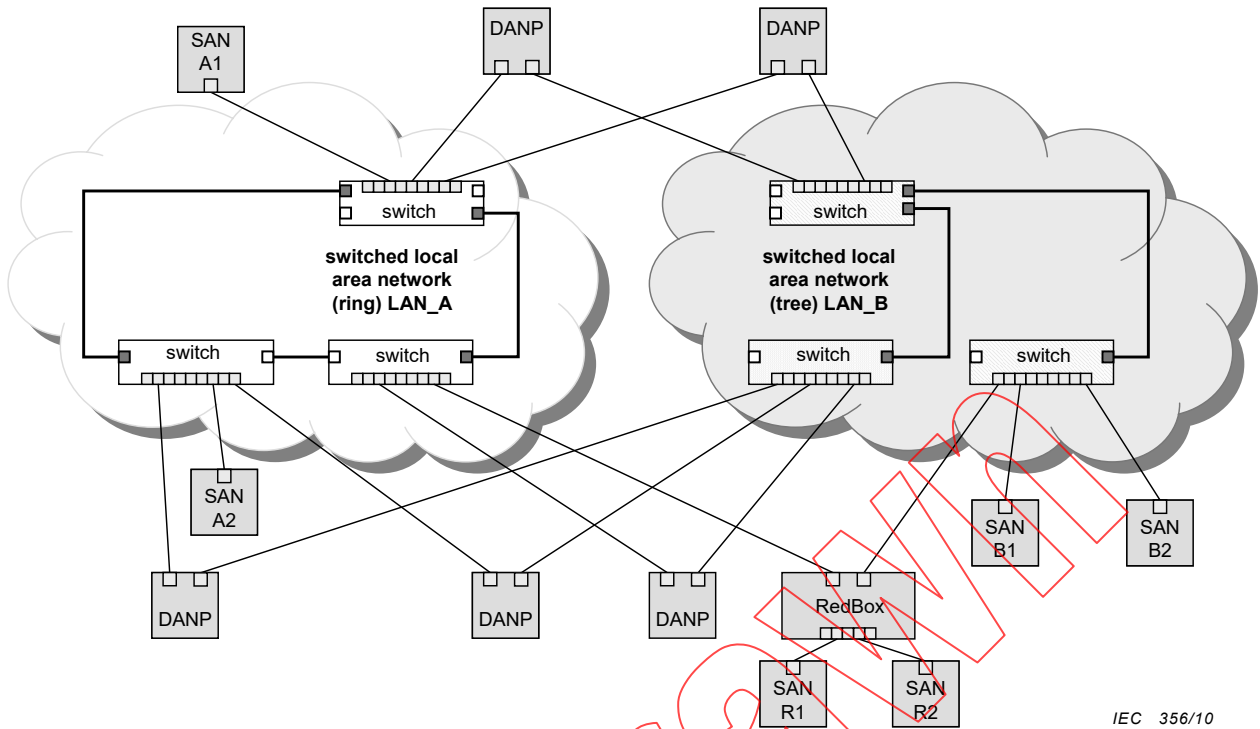 SAN
A1
DANP
DANP
switch
switch
switched local
area network
(ring) LAN_A
switched local
area network
(tree) LAN_B
switch
switch
switch
switch
SAN
A2
SAN
B1
SAN
B2
DANP
DANP
DANP
RedBox
SAN
R1
SAN
R2
IEC 356/10